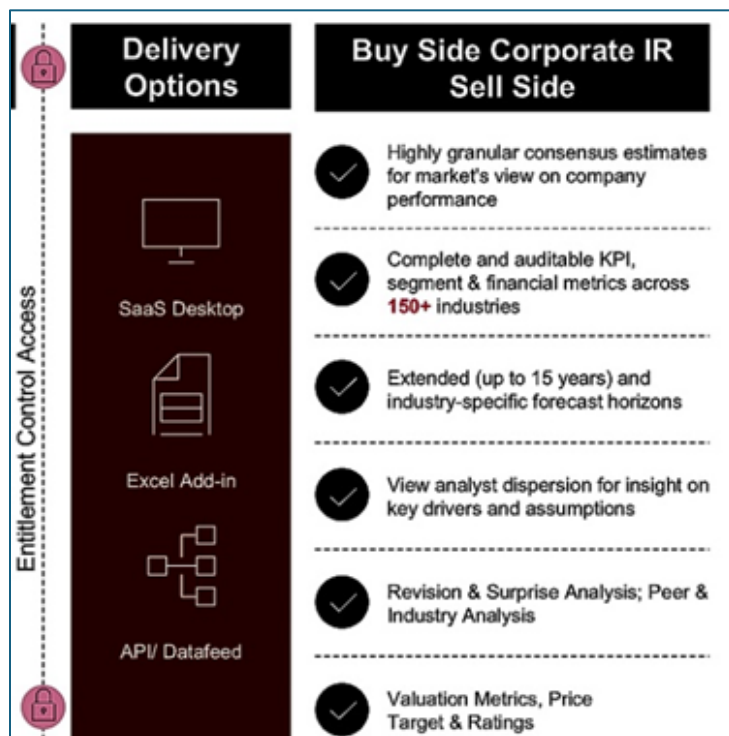 Delivery
Options
Buy Side Corporate IR
Sell Side
Entitlement Control Access
SaaS Desktop
Excel Add-in
API/ Datafeed
Highly granular consensus estimates
for market's view on company
performance
Complete and auditable KPI,
segment & financial metrics across
150+ industries
Extended (up to 15 years) and
industry-specific forecast horizons
View analyst dispersion for insight on
key drivers and assumptions
Revision & Surprise Analysis; Peer &
Industry Analysis
Valuation Metrics, Price
Target & Ratings